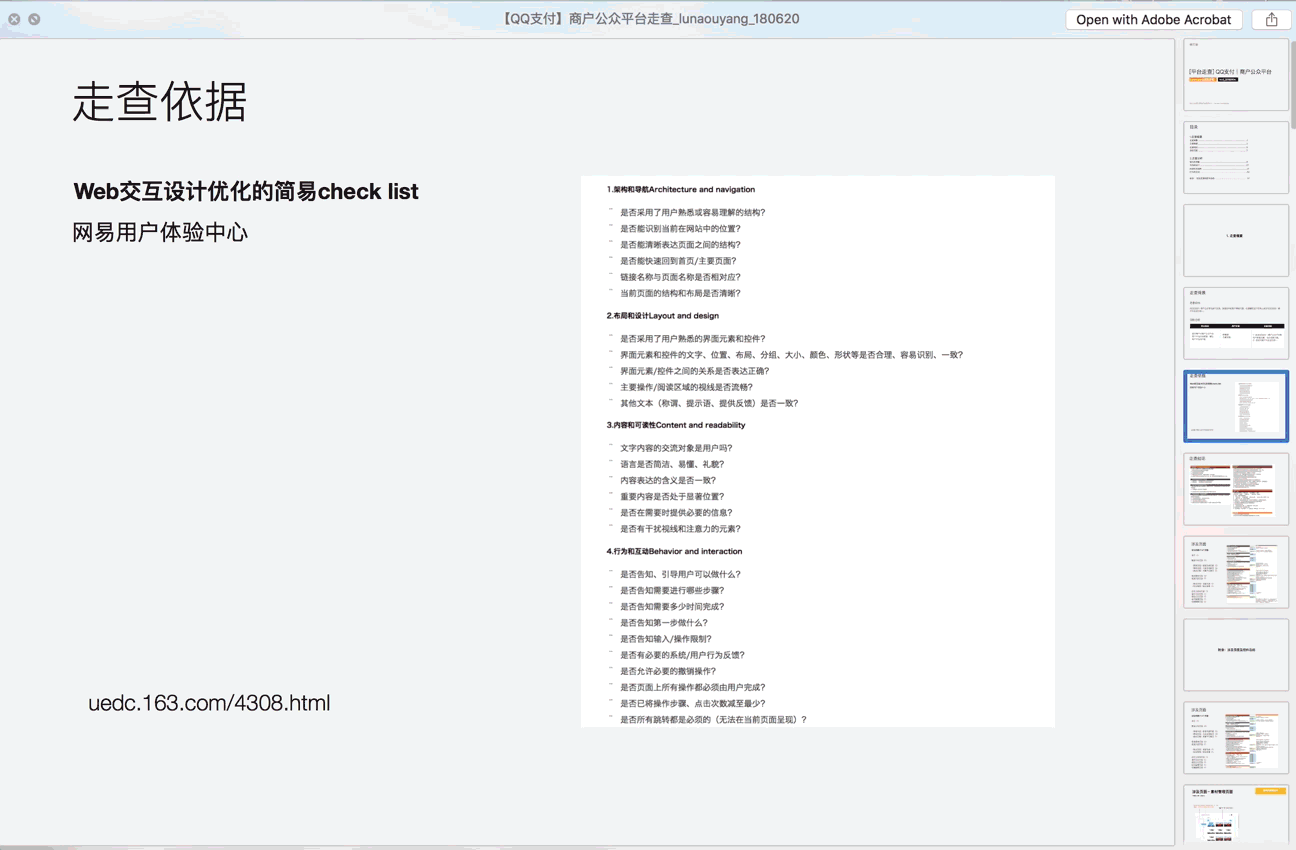 【QQ支付】商户公众平台走查_lunaouyang_180620
Open with Adobe Acrobat
走查依据
Web交互设计优化的简易check list
网易用户体验中心
uedc.163.com/4308.html
1.架构和导航Architecture and navigation
是否采用了用户熟悉或容易理解的结构?
是否能识别当前在网站中的位置?
是否能清晰表达页面之间的结构?
是否能快速回到首页/主要页面?
链接名称与页面名称是否相对应?
当前页面的结构和布局是否清晰?
2.布局和设计Layout and design
是否采用了用户熟悉的界面元素和控件?
界面元素和控件的文字、位置、布局、分组、大小、颜色、形状等是否合理、容易识别、一致?
界面元素/控件之间的关系是否表达正确?
主要操作/阅读区域的视线是否流畅?
其他文本（称谓、提示语、提供反馈）是否一致?
3.内容和可读性Content and readability
文字内容的交流对象是用户吗?
语言是否简洁、易懂、礼貌?
内容表达的含义是否一致?
重要内容是否处于显著位置?
是否在需要时提供必要的信息?
是否有干扰视线和注意力的元素?
4.行为和互动Behavior and interaction
是否告知、引导用户可以做什么?
是否告知需要进行哪些步骤?
是否告知需要多少时间完成?
是否告知第一步做什么?
是否告知输入/操作限制?
是否有必要的系统/用户行为反馈?
是否允许必要的撤销操作?
是否页面上所有操作都必须由用户完成?
是否已将操作步骤、点击次数减至最少?
是否所有跳转都是必须的（无法在当前页面呈现）?
[平台走查] QQ支付｜商户公众平台
目录
走查依据